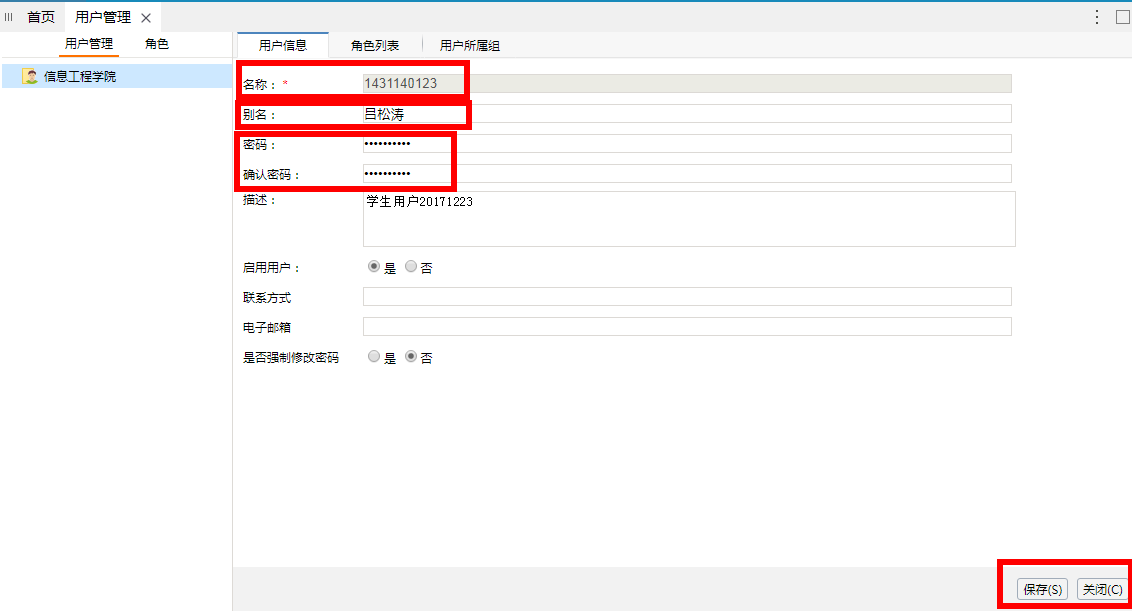 首页 用户管理
用户管理 角色
信息工程学院
用户信息 角色列表 用户所属组
名称： * 1431140123
别名： 吕松涛
密码： ••••••••••
确认密码： ••••••••••
描述： 学生用户20171223
启用用户： 是 否
联系方式
电子邮箱
是否强制修改密码 是 否
保存(S) 关闭(C)